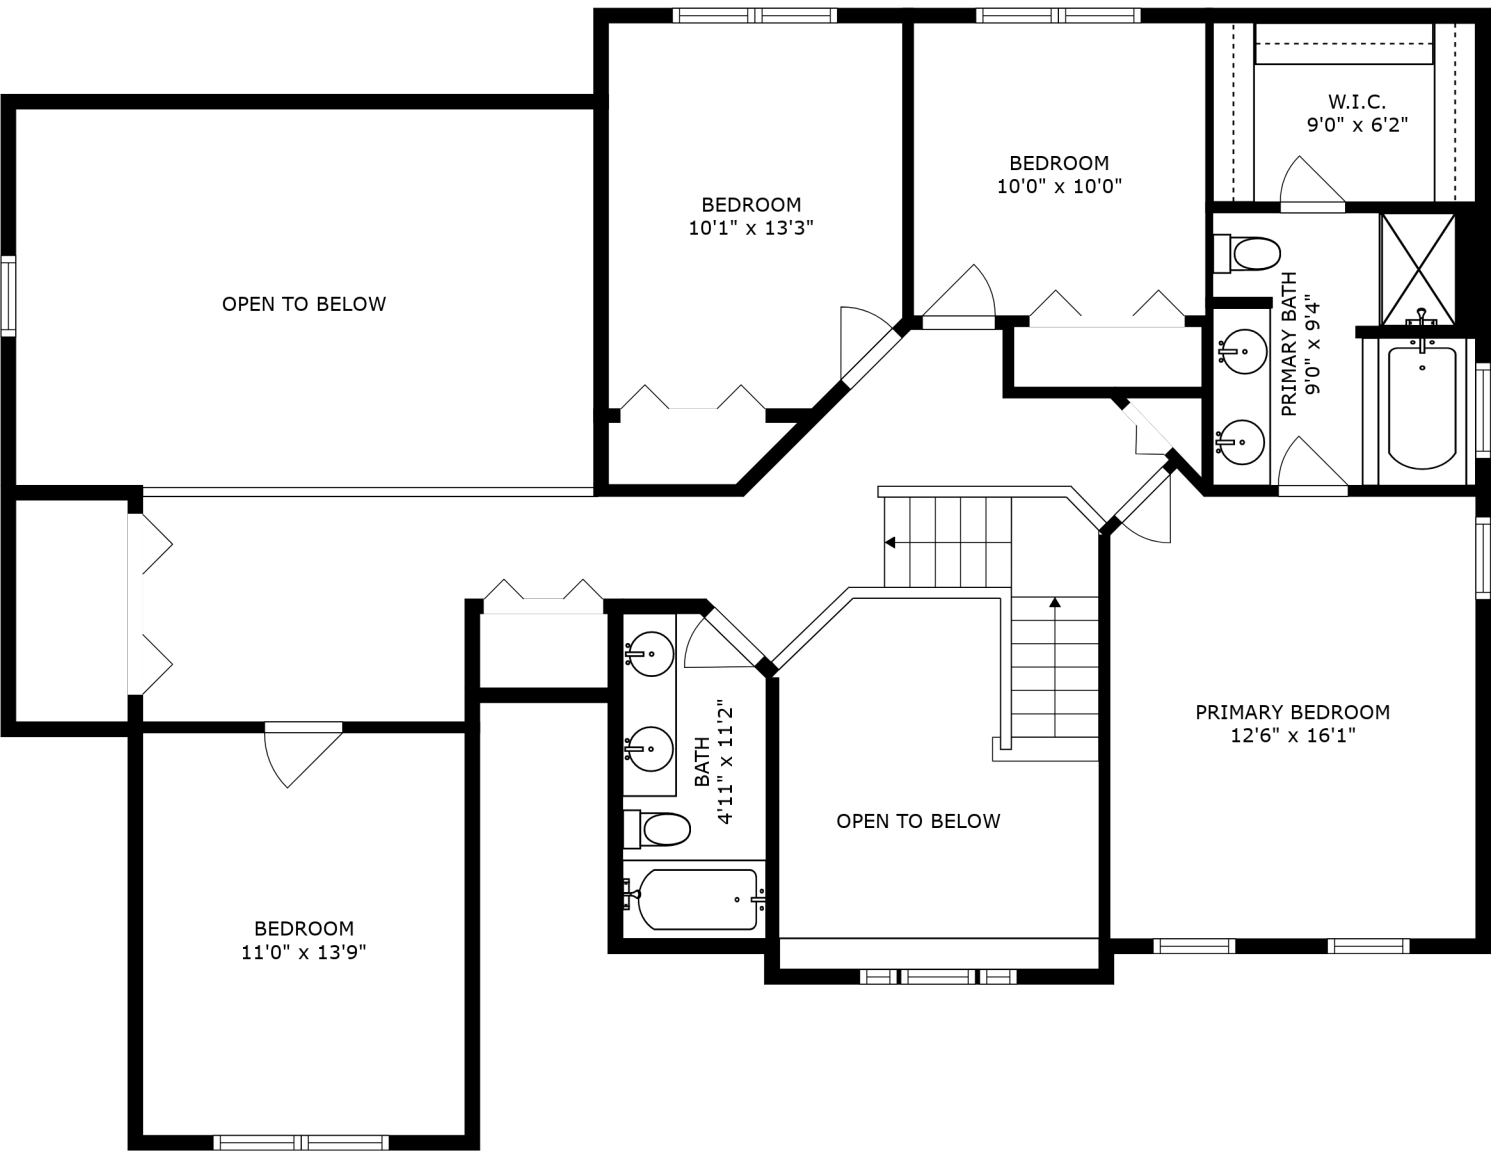 W.I.C.
9'0" x 6'2"
BEDROOM
10'0" x 10'0"
BEDROOM
10'1" x 13'3"
OPEN TO BELOW
PRIMARY BATH
9'0" x 9'4"
PRIMARY BEDROOM
12'6" x 16'1"
BATH
4'11" x 11'2"
OPEN TO BELOW
BEDROOM
11'0" x 13'9"